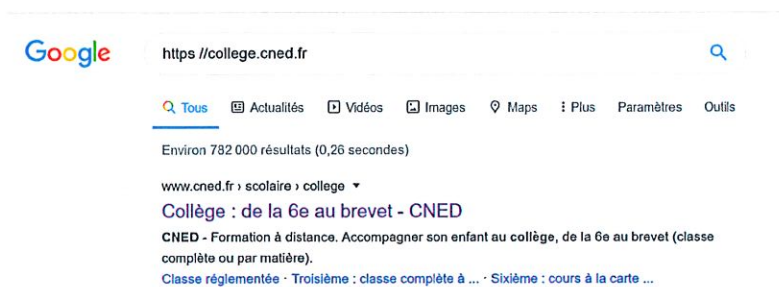 Google https //college.cned.fr
Tous Actualités Vidéos Images Maps Plus Paramètres Outils
Environ 782 000 résultats (0,26 secondes)
www.cned.fr › scolaire › college
Collège : de la 6e au brevet - CNED
CNED - Formation à distance. Accompagner son enfant au collège, de la 6e au brevet (classe
complète ou par matière).
Classe réglementée · Troisième : classe complète à ... · Sixième : cours à la carte ...